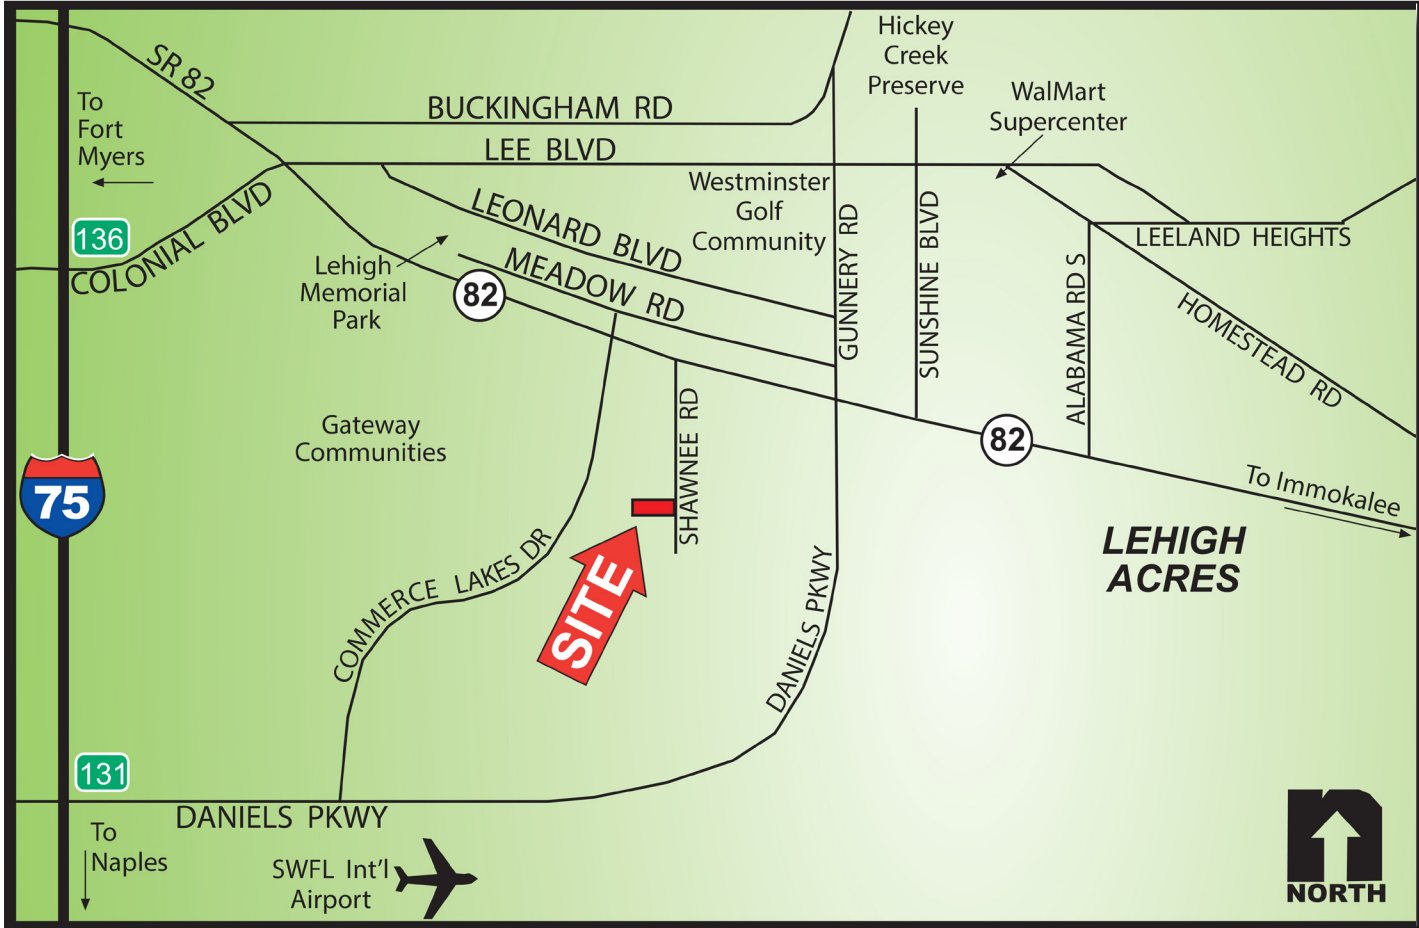 SR 82
To
Fort
Myers
BUCKINGHAM RD
Hickey
Creek
Preserve
WalMart
Supercenter
LEE BLVD
136
COLONIAL BLVD
LEONARD BLVD
Westminster
Golf
Community
GUNNERY RD
SUNSHINE BLVD
LEELAND HEIGHTS
Lehigh
Memorial
Park
82
MEADOW RD
ALABAMA RD S
HOMESTEAD RD
Gateway
Communities
SHAWNEE RD
82
To Immokalee
75
LEHIGH
ACRES
SITE
COMMERCE LAKES DR
DANIELS PKWY
131
DANIELS PKWY
To
Naples
SWFL Int'l
Airport
n
NORTH